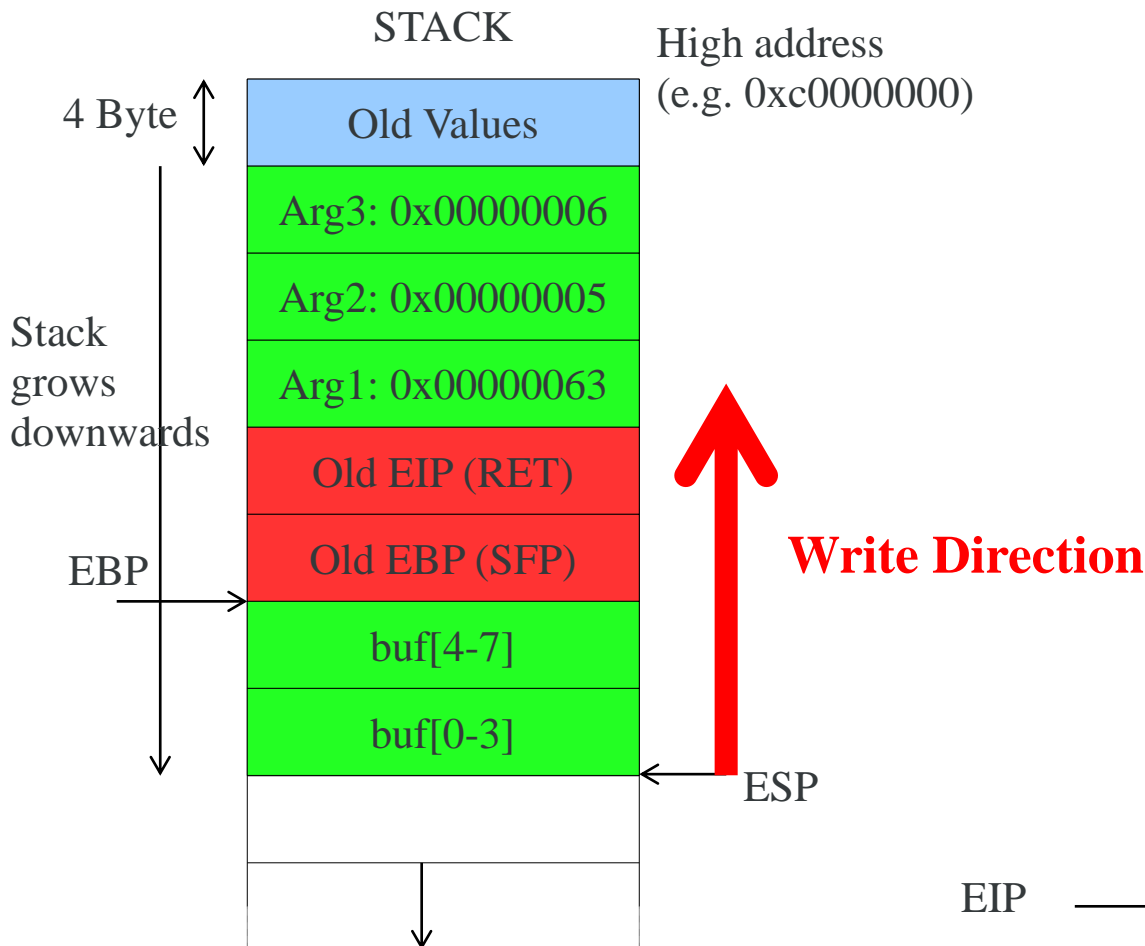 STACK
High address
(e.g. 0xc0000000)
4 Byte
Old Values
Arg3: 0x00000006
Arg2: 0x00000005
Stack
grows
downwards
Arg1: 0x00000063
Old EIP (RET)
Old EBP (SFP)
Write Direction
EBP
buf[4-7]
buf[0-3]
ESP
EIP